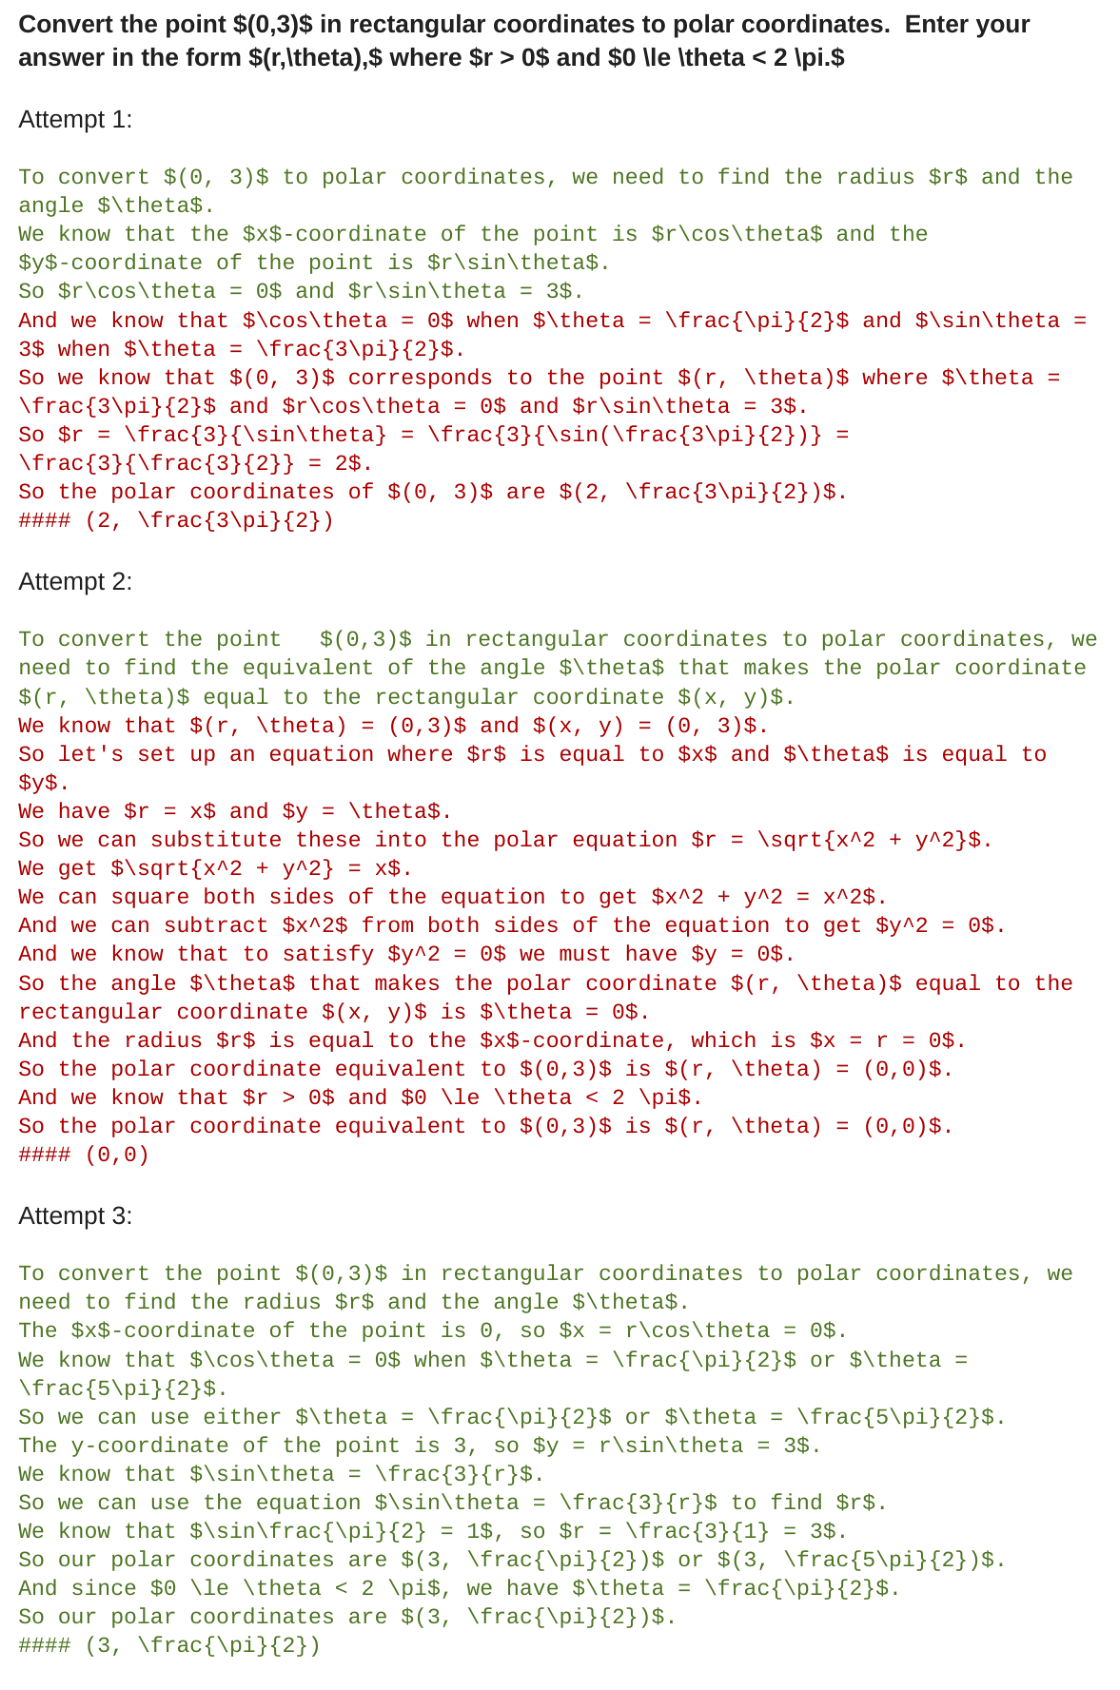 Convert the point $(0,3)$ in rectangular coordinates to polar coordinates.  Enter your
answer in the form $(r,\theta),$ where $r > 0$ and $0 \le \theta < 2 \pi.$
Attempt 1:
To convert $(0, 3)$ to polar coordinates, we need to find the radius $r$ and the
angle $\theta$.
We know that the $x$-coordinate of the point is $r\cos\theta$ and the
$y$-coordinate of the point is $r\sin\theta$.
So $r\cos\theta = 0$ and $r\sin\theta = 3$.
And we know that $\cos\theta = 0$ when $\theta = \frac{\pi}{2}$ and $\sin\theta =
3$ when $\theta = \frac{3\pi}{2}$.
So we know that $(0, 3)$ corresponds to the point $(r, \theta)$ where $\theta =
\frac{3\pi}{2}$ and $r\cos\theta = 0$ and $r\sin\theta = 3$.
So $r = \frac{3}{\sin\theta} = \frac{3}{\sin(\frac{3\pi}{2})} =
\frac{3}{\frac{3}{2}} = 2$.
So the polar coordinates of $(0, 3)$ are $(2, \frac{3\pi}{2})$.
#### (2, \frac{3\pi}{2})
Attempt 2:
To convert the point   $(0,3)$ in rectangular coordinates to polar coordinates, we
need to find the equivalent of the angle $\theta$ that makes the polar coordinate
$(r, \theta)$ equal to the rectangular coordinate $(x, y)$.
We know that $(r, \theta) = (0,3)$ and $(x, y) = (0, 3)$.
So let's set up an equation where $r$ is equal to $x$ and $\theta$ is equal to
$y$.
We have $r = x$ and $y = \theta$.
So we can substitute these into the polar equation $r = \sqrt{x^2 + y^2}$.
We get $\sqrt{x^2 + y^2} = x$.
We can square both sides of the equation to get $x^2 + y^2 = x^2$.
And we can subtract $x^2$ from both sides of the equation to get $y^2 = 0$.
And we know that to satisfy $y^2 = 0$ we must have $y = 0$.
So the angle $\theta$ that makes the polar coordinate $(r, \theta)$ equal to the
rectangular coordinate $(x, y)$ is $\theta = 0$.
And the radius $r$ is equal to the $x$-coordinate, which is $x = r = 0$.
So the polar coordinate equivalent to $(0,3)$ is $(r, \theta) = (0,0)$.
And we know that $r > 0$ and $0 \le \theta < 2 \pi$.
So the polar coordinate equivalent to $(0,3)$ is $(r, \theta) = (0,0)$.
#### (0,0)
Attempt 3:
To convert the point $(0,3)$ in rectangular coordinates to polar coordinates, we
need to find the radius $r$ and the angle $\theta$.
The $x$-coordinate of the point is 0, so $x = r\cos\theta = 0$.
We know that $\cos\theta = 0$ when $\theta = \frac{\pi}{2}$ or $\theta =
\frac{5\pi}{2}$.
So we can use either $\theta = \frac{\pi}{2}$ or $\theta = \frac{5\pi}{2}$.
The y-coordinate of the point is 3, so $y = r\sin\theta = 3$.
We know that $\sin\theta = \frac{3}{r}$.
So we can use the equation $\sin\theta = \frac{3}{r}$ to find $r$.
We know that $\sin\frac{\pi}{2} = 1$, so $r = \frac{3}{1} = 3$.
So our polar coordinates are $(3, \frac{\pi}{2})$ or $(3, \frac{5\pi}{2})$.
And since $0 \le \theta < 2 \pi$, we have $\theta = \frac{\pi}{2}$.
So our polar coordinates are $(3, \frac{\pi}{2})$.
#### (3, \frac{\pi}{2})